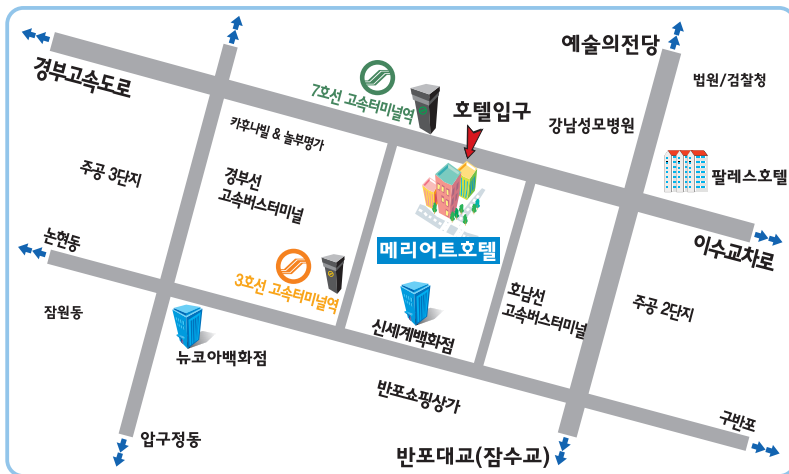 예술의전당
경부고속도로
법원/검찰청
7호선 고속터미널역
호텔입구
강남성모병원
카후나빌 & 놀부명가
주공 3단지
경부선
고속버스터미널
팔레스호텔
논현동
메리어트호텔
이수교차로
3호선 고속터미널역
호남선
고속버스터미널
주공 2단지
잠원동
신세계백화점
뉴코아백화점
반포쇼핑상가
구반포
압구정동
반포대교(잠수교)